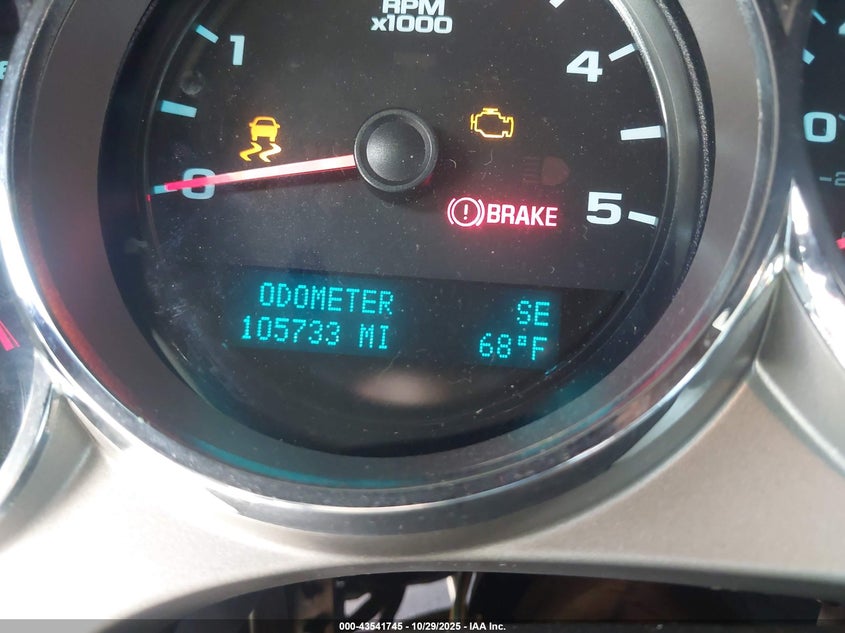 RPM
x1000
1
4
0
0
5
BRAKE
ODOMETER SE
105733 MI 68°F
000-43541745 - 10/29/2025 - IAA Inc.